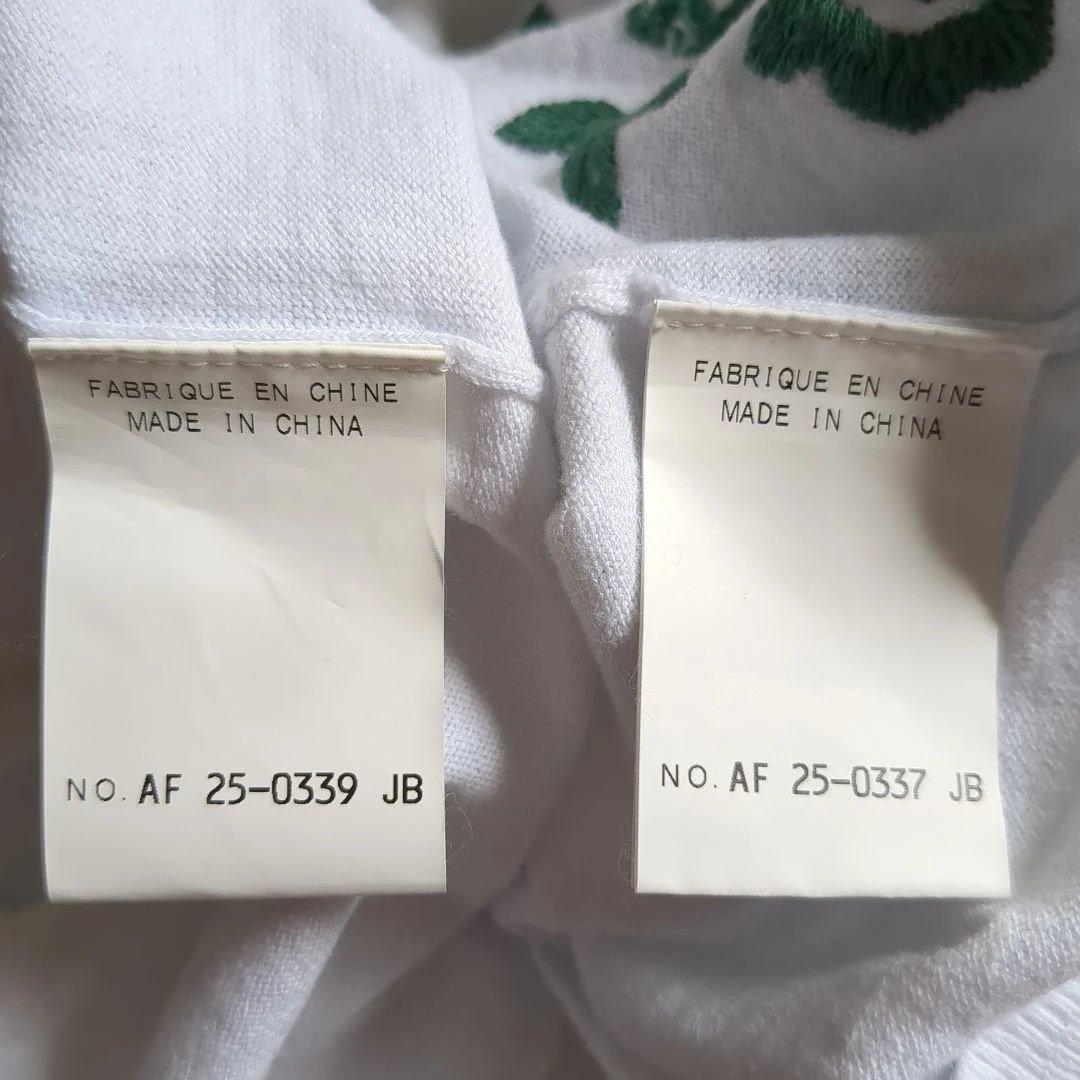 FABRIQUE EN CHINE
MADE IN CHINA
NO. AF 25-0339 JB
FABRIQUE EN CHINE
MADE IN CHINA
NO. AF 25-0337 JB